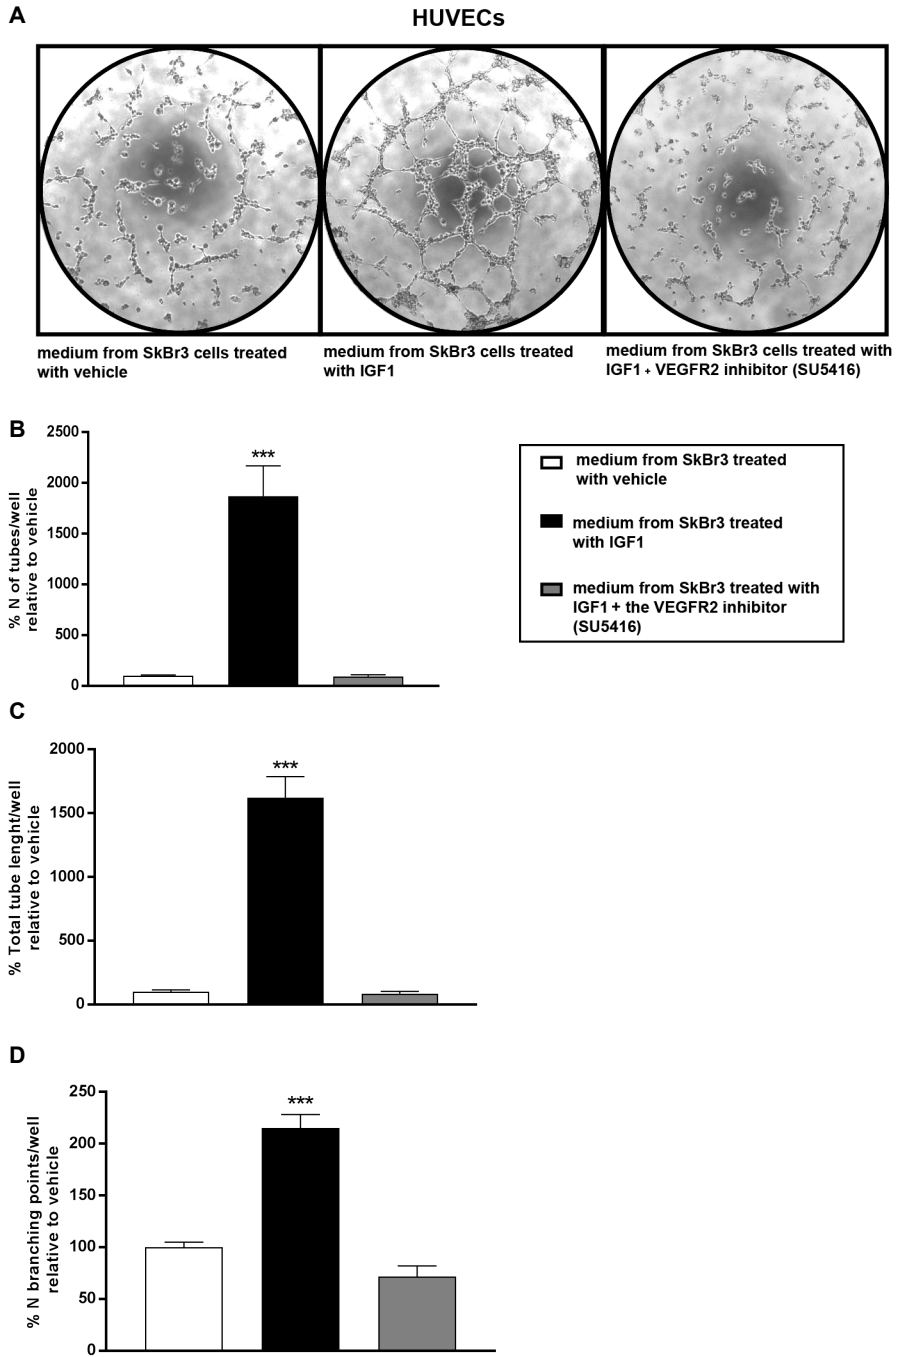 A
HUVECs
medium from SkBr3 cells treated
with vehicle
medium from SkBr3 cells treated
with IGF1
medium from SkBr3 cells treated with
IGF1 + VEGFR2 inhibitor (SU5416)
B
% N of tubes/well
relative to vehicle
2500
2000
1500
1000
500
0
***
medium from SkBr3 treated
with vehicle
medium from SkBr3 treated
with IGF1
medium from SkBr3 treated with
IGF1 + the VEGFR2 inhibitor
(SU5416)
C
% Total tube lenght/well
relative to vehicle
2000
1500
1000
500
0
***
D
% N branching points/well
relative to vehicle
250
200
150
100
50
0
***